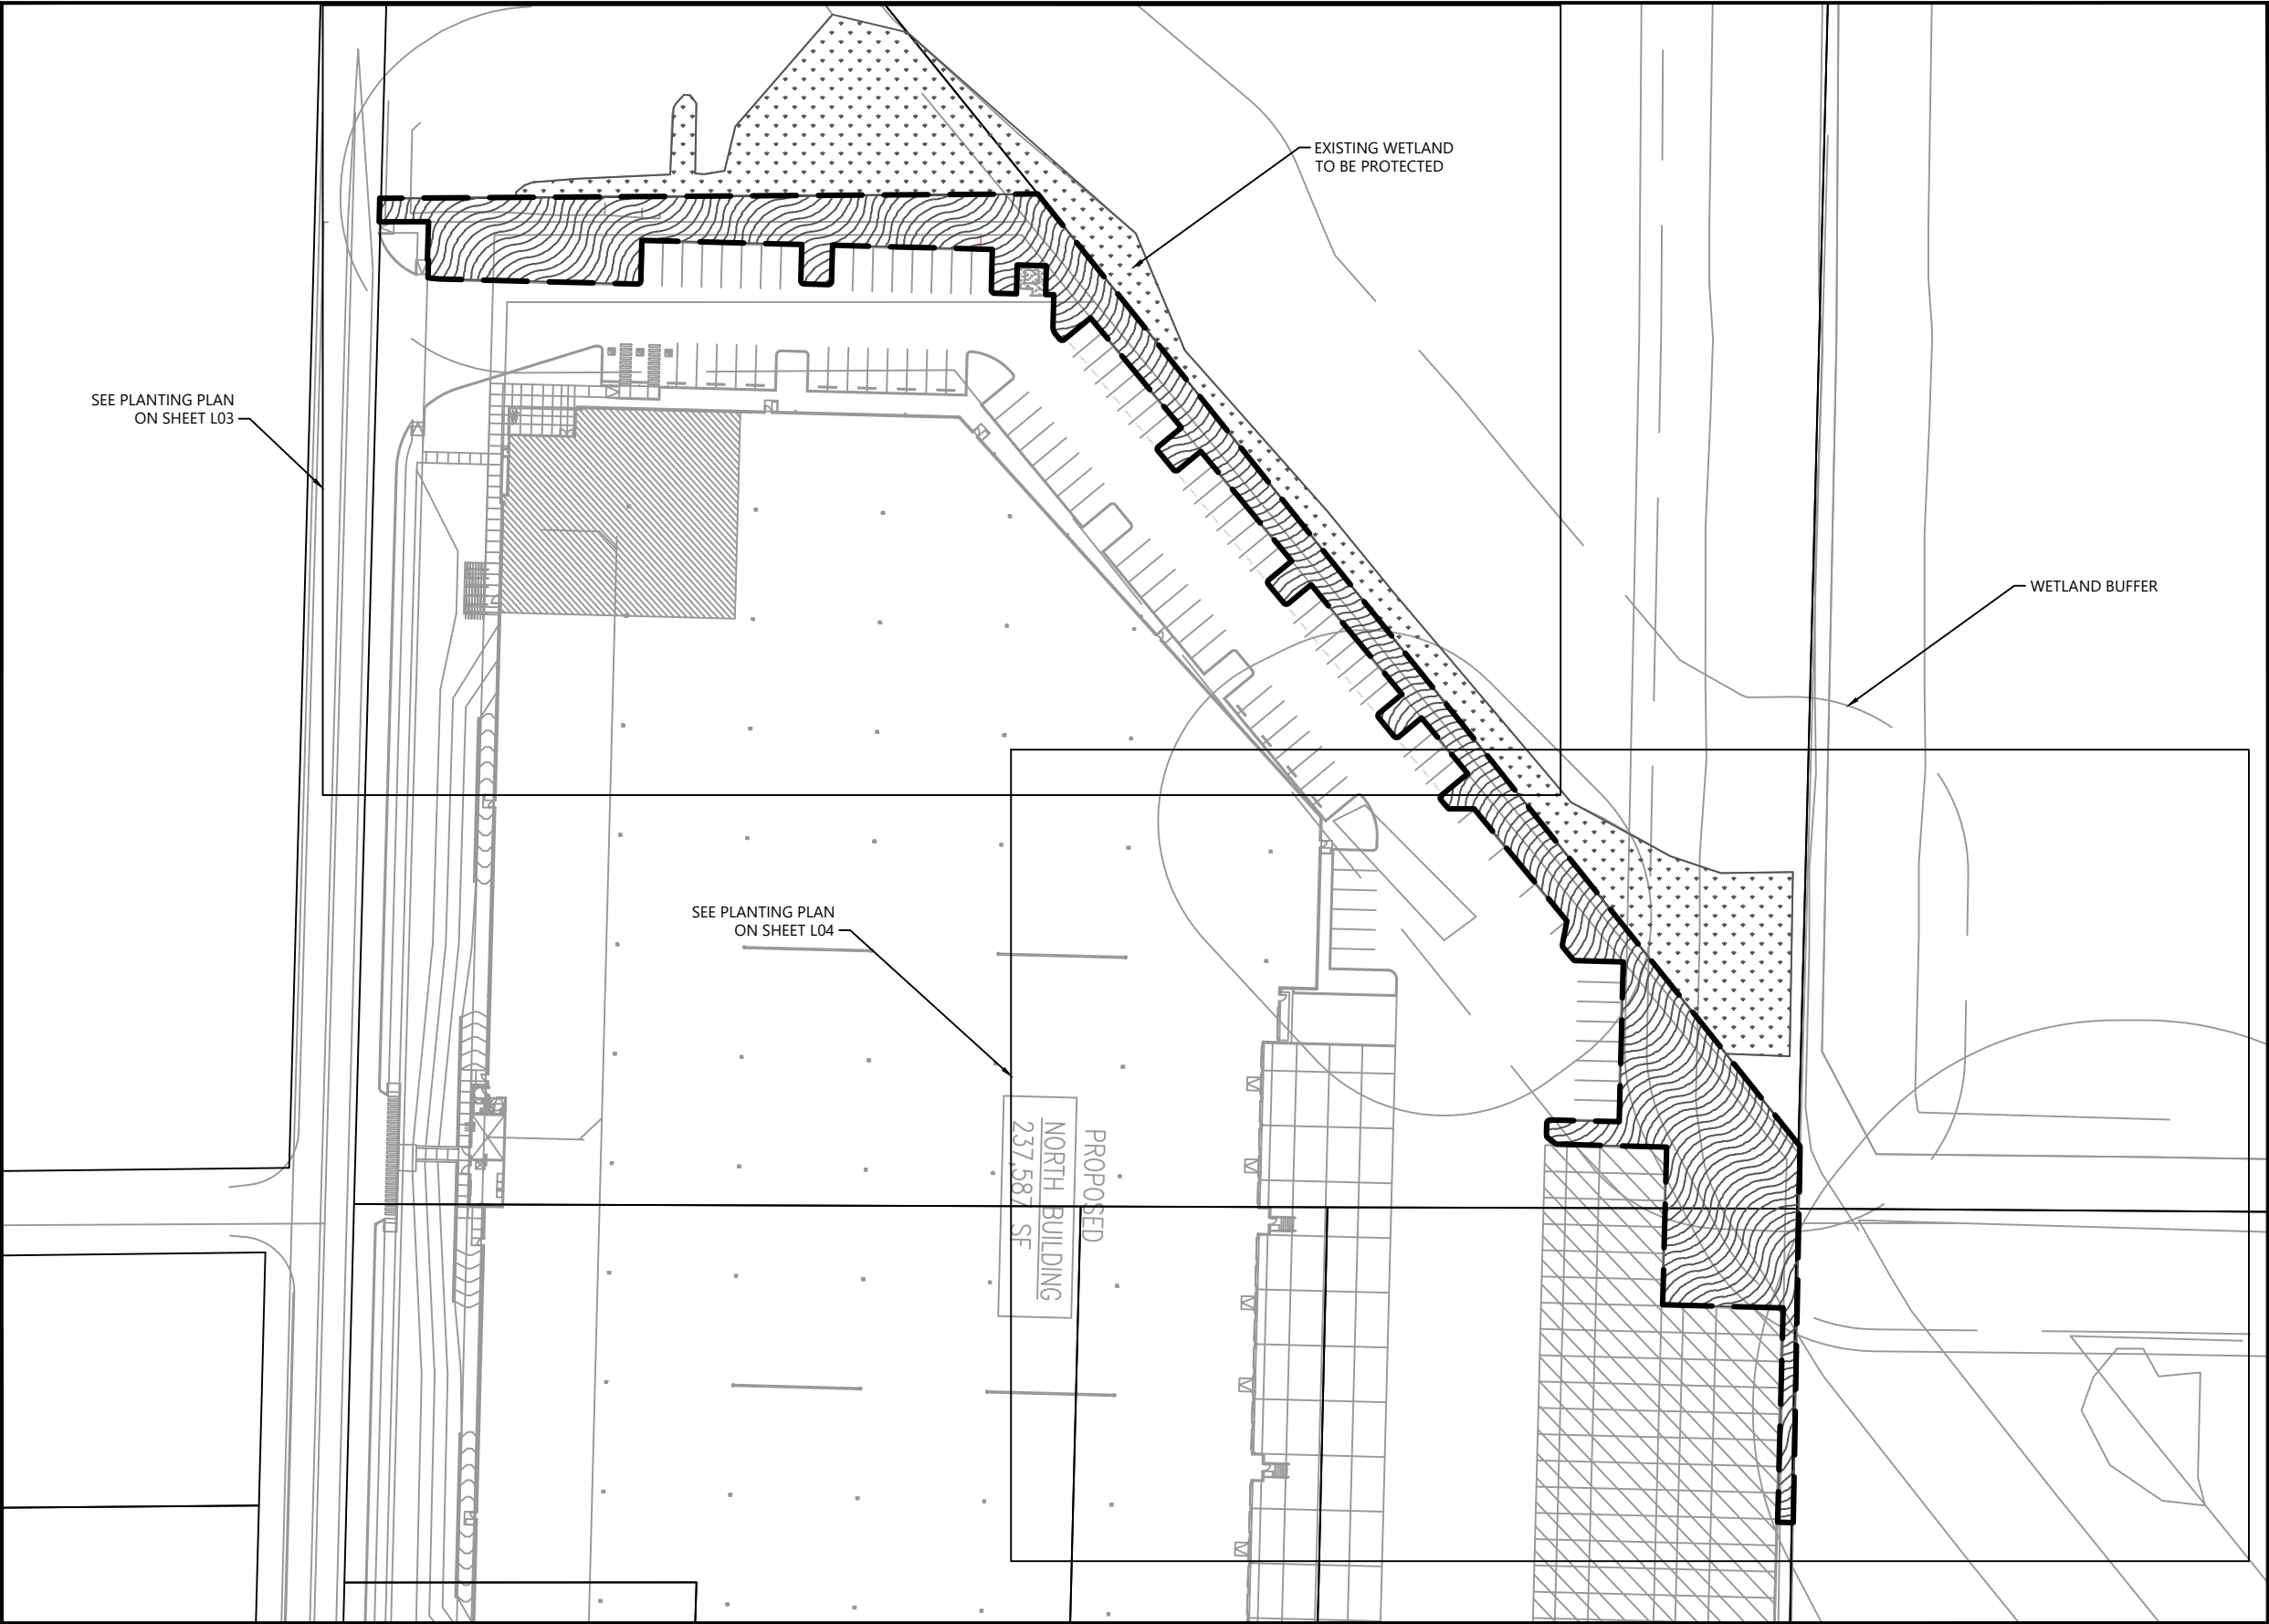 EXISTING WETLAND
TO BE PROTECTED
SEE PLANTING PLAN
ON SHEET L03
WETLAND BUFFER
SEE PLANTING PLAN
ON SHEET L04
PROPOSED
NORTH BUILDING
237,587 SF